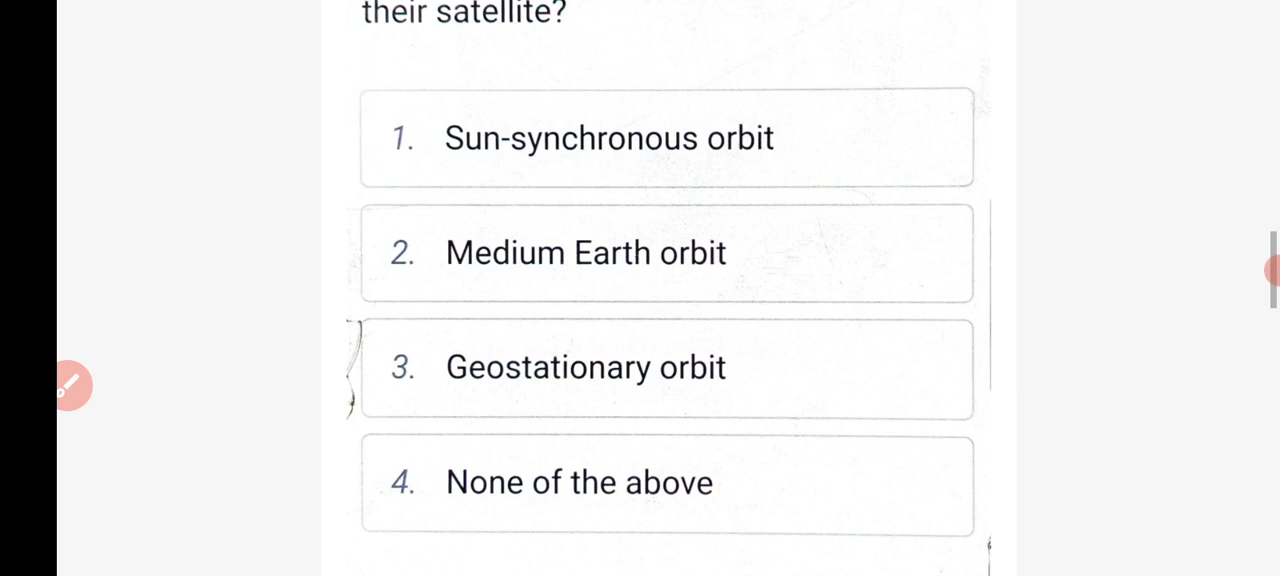 their satellite?
1. Sun-synchronous orbit
2. Medium Earth orbit
3. Geostationary orbit
4. None of the above